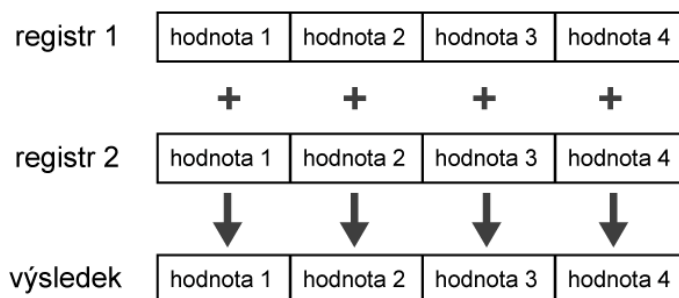 registr 1 hodnota 1 hodnota 2 hodnota 3 hodnota 4
+ + + +
registr 2 hodnota 1 hodnota 2 hodnota 3 hodnota 4
výsledek hodnota 1 hodnota 2 hodnota 3 hodnota 4